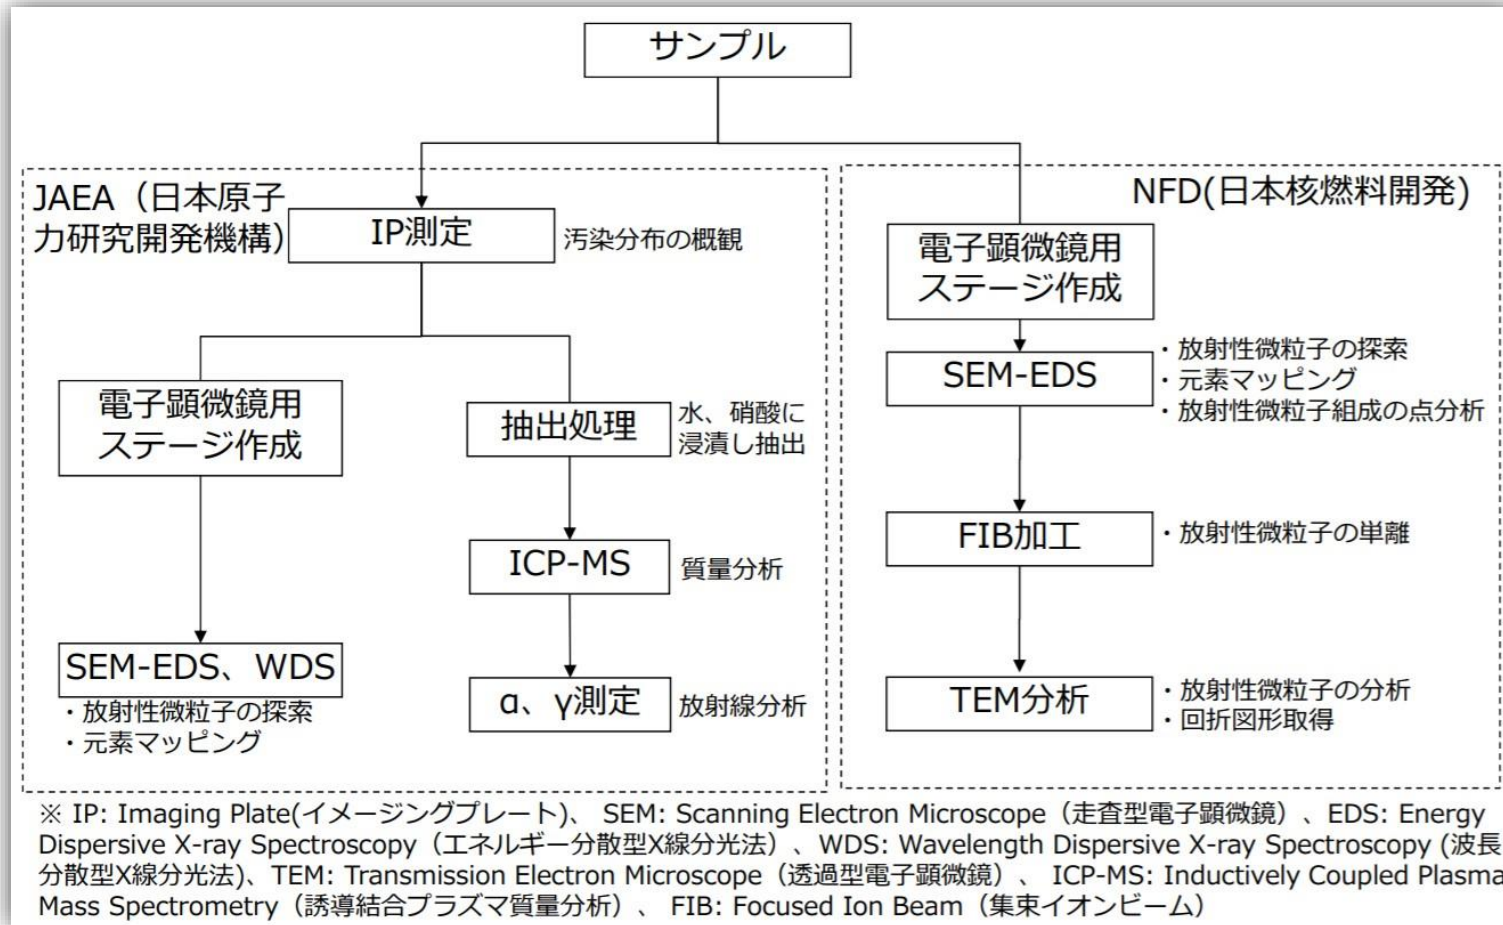 サンプル
JAEA（日本原子
力研究開発機構）
IP測定
汚染分布の概観
電子顕微鏡用
ステージ作成
SEM-EDS、WDS
・放射性微粒子の探索
・元素マッピング
抽出処理
水、硝酸に
浸漬し抽出
ICP-MS
質量分析
α、γ測定
放射線分析
NFD(日本核燃料開発)
電子顕微鏡用
ステージ作成
SEM-EDS
・放射性微粒子の探索
・元素マッピング
・放射性微粒子組成の点分析
FIB加工
・放射性微粒子の単離
TEM分析
・放射性微粒子の分析
・回折図形取得
※ IP: Imaging Plate(イメージングプレート)、 SEM: Scanning Electron Microscope（走査型電子顕微鏡）、EDS: Energy
Dispersive X-ray Spectroscopy（エネルギー分散型X線分光法）、WDS: Wavelength Dispersive X-ray Spectroscopy (波長
分散型X線分光法)、TEM: Transmission Electron Microscope（透過型電子顕微鏡）、 ICP-MS: Inductively Coupled Plasma
Mass Spectrometry（誘導結合プラズマ質量分析）、 FIB: Focused Ion Beam（集束イオンビーム）